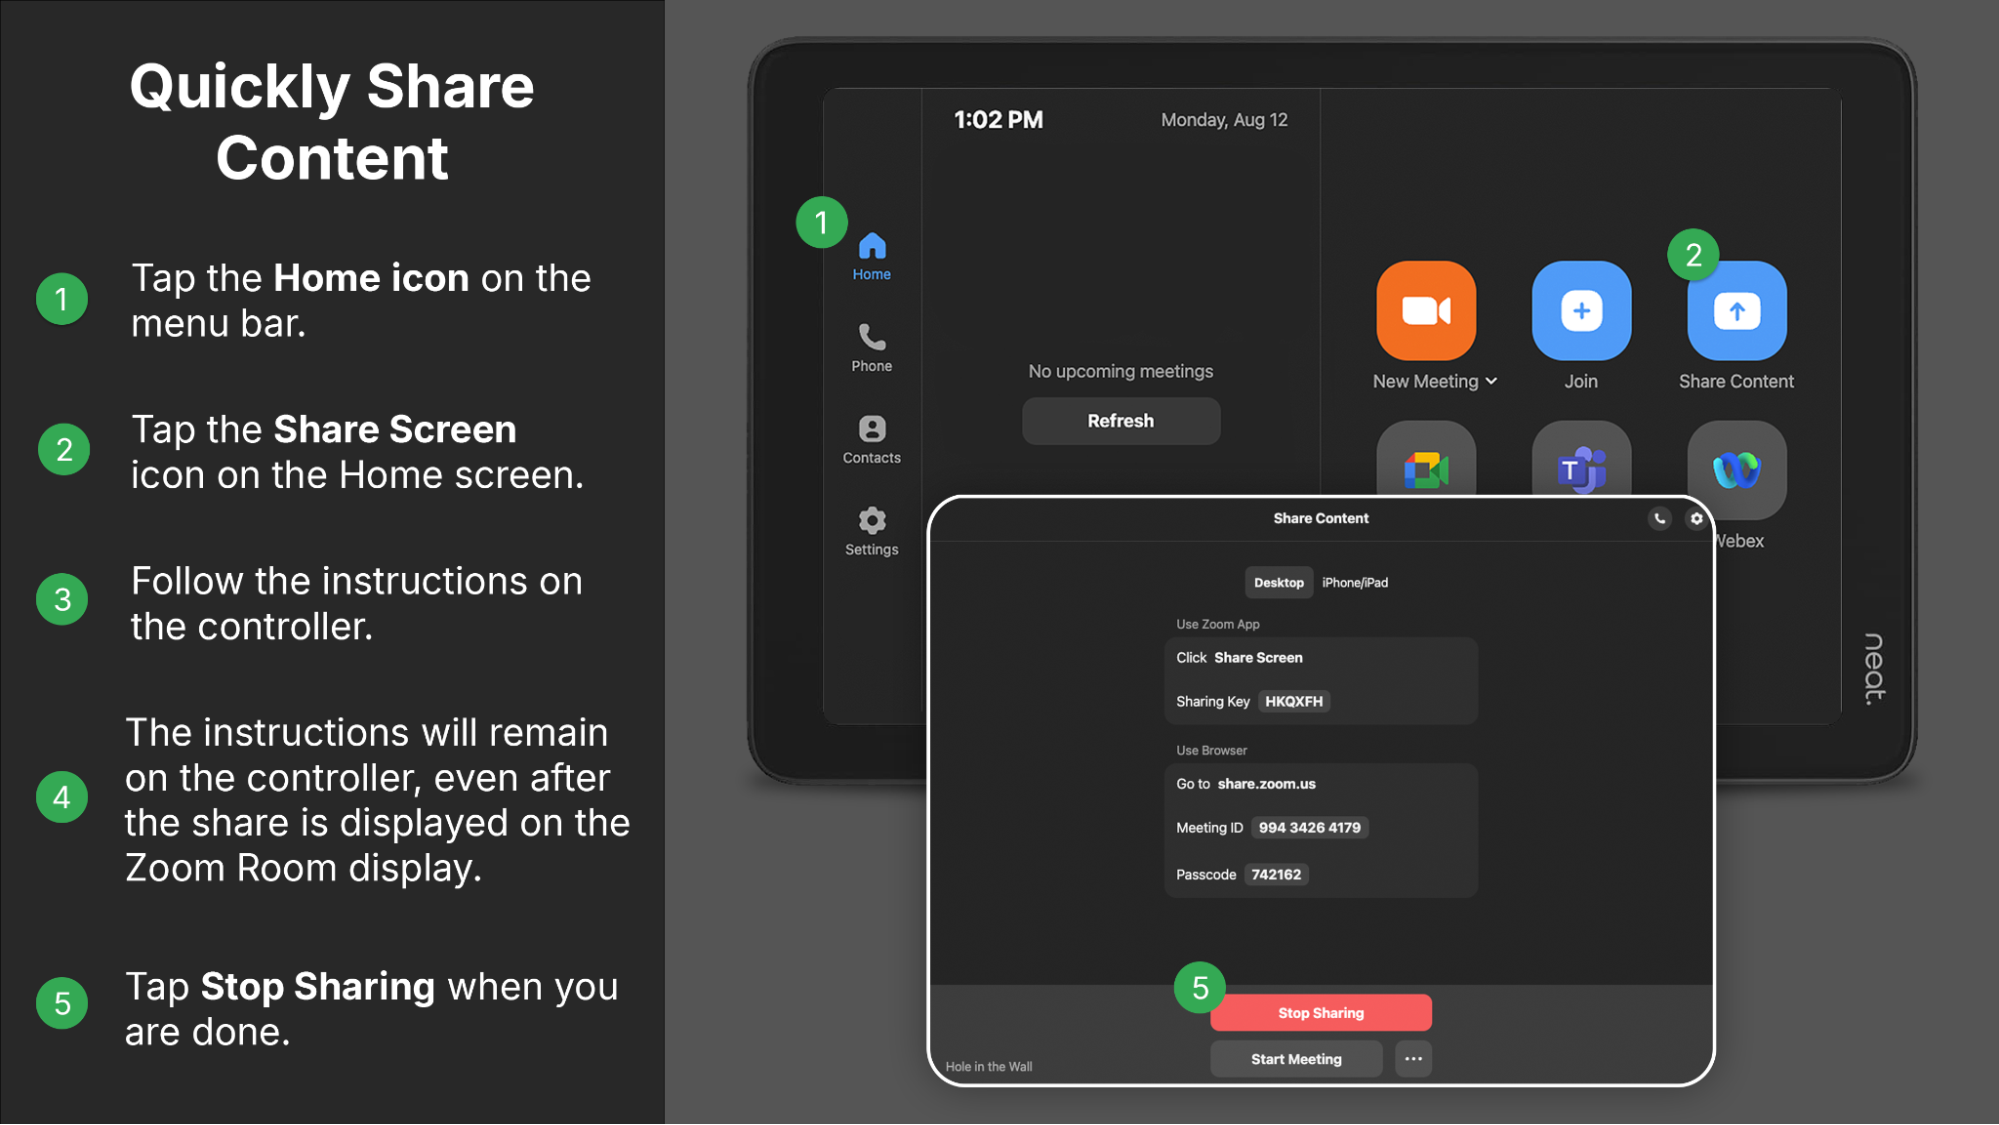 Quickly Share
Content
1
Tap the Home icon on the
menu bar.
2
Tap the Share Screen
icon on the Home screen.
3
Follow the instructions on
the controller.
4
The instructions will remain
on the controller, even after
the share is displayed on the
Zoom Room display.
5
Tap Stop Sharing when you
are done.
1:02 PM
Monday, Aug 12
1
Home
Phone
Contacts
Settings
No upcoming meetings
Refresh
2
New Meeting
Join
Share Content
T
Webex
neat.
Share Content
Desktop
iPhone/iPad
Use Zoom App
Click Share Screen
Sharing Key HKQXFH
Use Browser
Go to share.zoom.us
Meeting ID 994 3426 4179
Passcode 742162
5
Stop Sharing
Start Meeting
Hole in the Wall